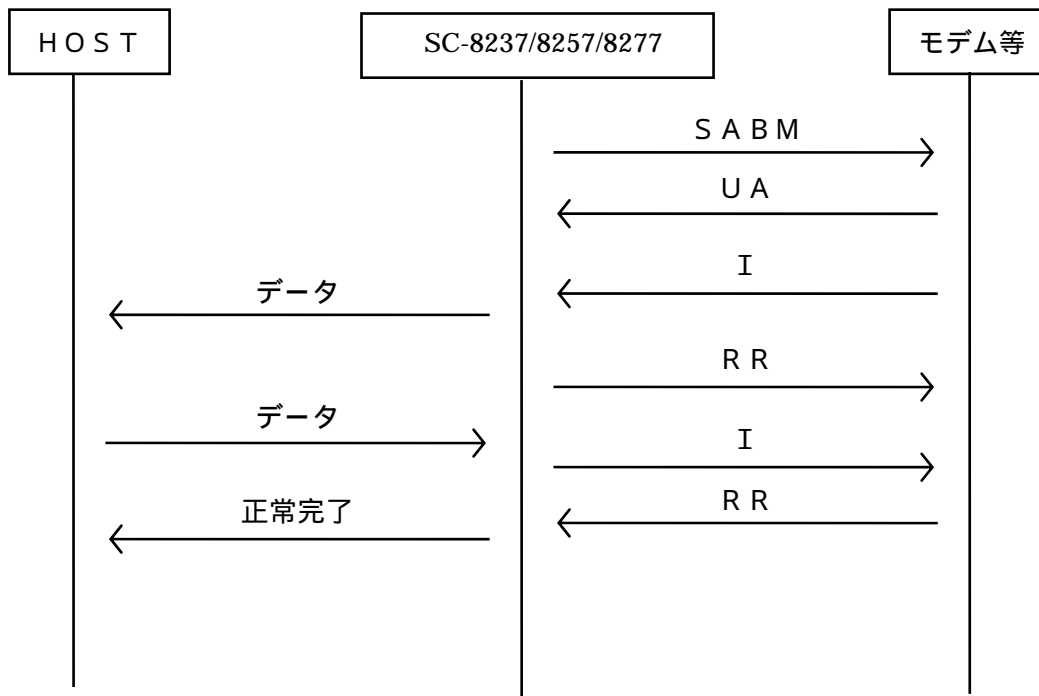 ＨＯＳＴ
SC-8237/8257/8277
モデム等
ＳＡＢＭ
ＵＡ
Ｉ
データ
ＲＲ
データ
Ｉ
ＲＲ
正常完了